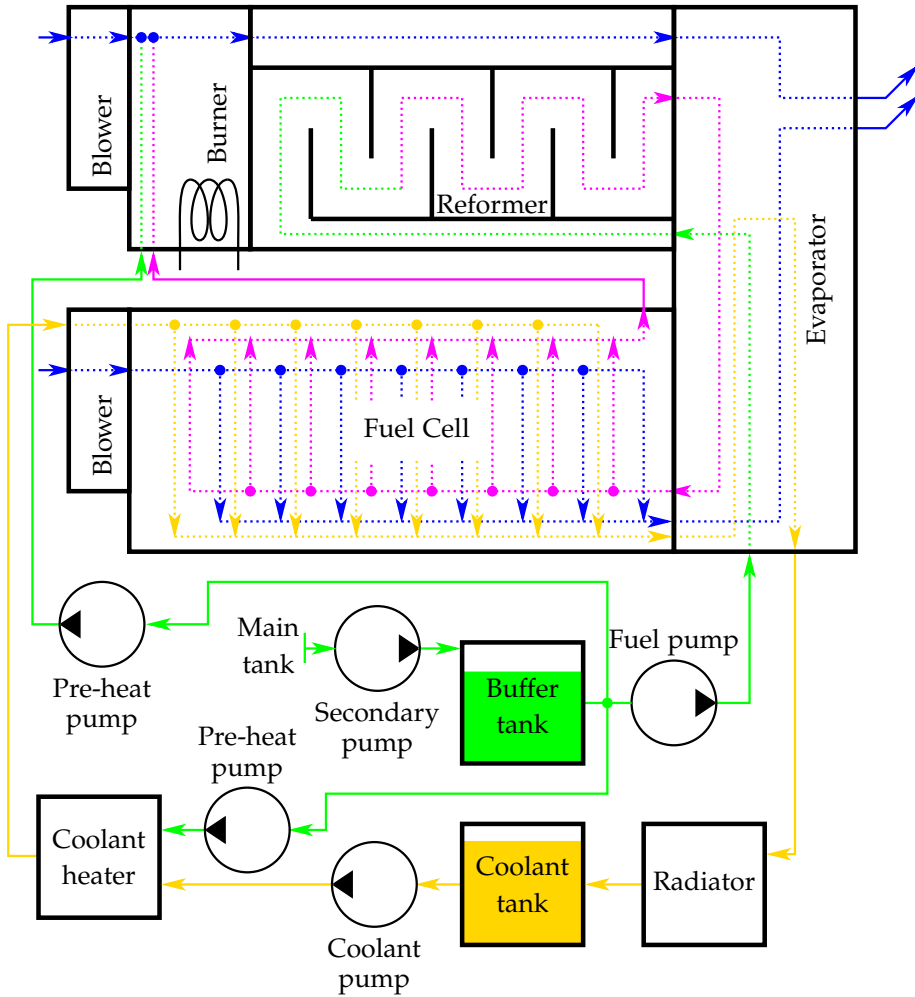 Blower
Burner
Reformer
Evaporator
Blower
Fuel Cell
Main
tank
Fuel pump
Pre-heat
pump
Secondary
pump
Buffer
tank
Pre-heat
pump
Coolant
heater
Coolant
pump
Coolant
tank
Radiator